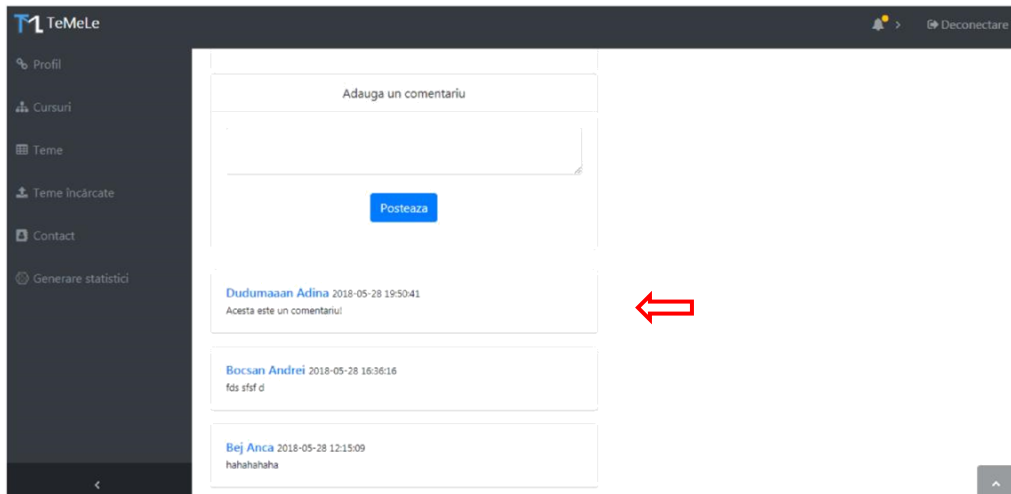 TeMeLe
Deconectare
Profil
Cursuri
Teme
Teme încărcate
Contact
Generare statistici
Adauga un comentariu
Posteaza
Dudumaaan Adina 2018-05-28 19:50:41
Acesta este un comentariu!
Bocsan Andrei 2018-05-28 16:36:16
fds sfsf d
Bej Anca 2018-05-28 12:15:09
hahahahaha